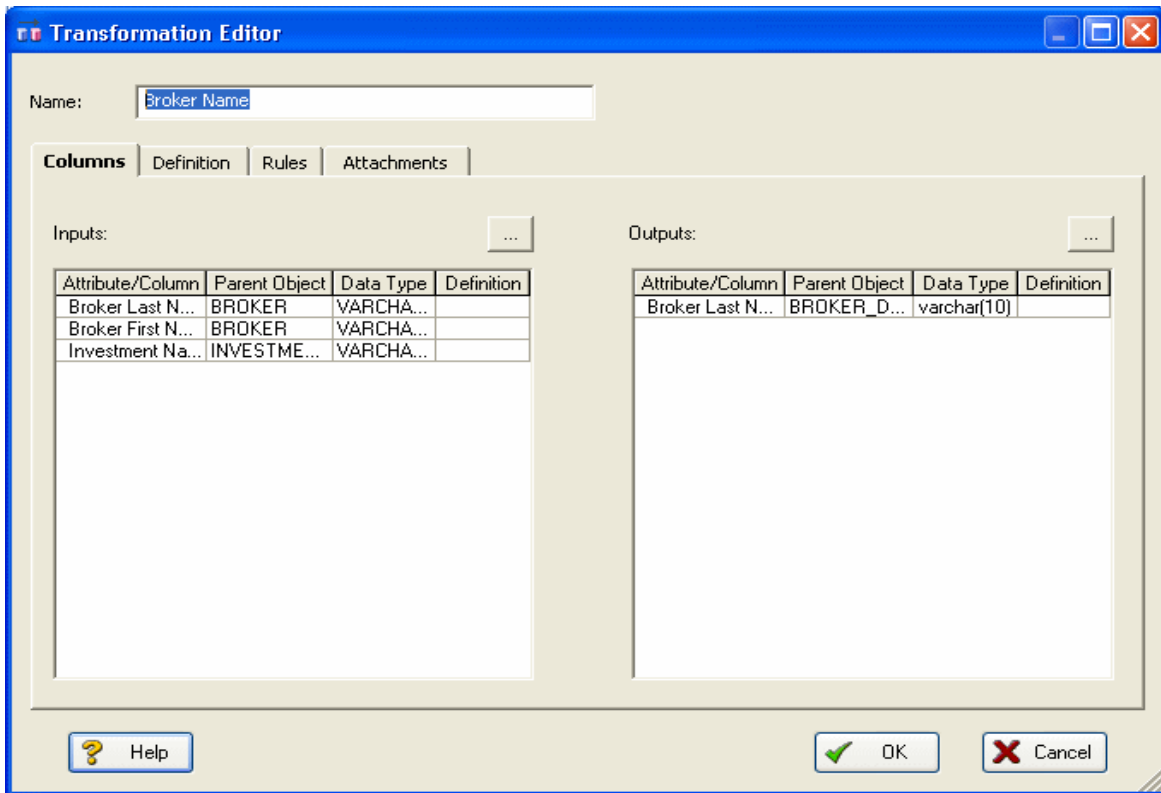 Transformation Editor
Name: Broker Name
Columns Definition Rules Attachments
Inputs: ... Outputs: ...
Attribute/Column Parent Object Data Type Definition Attribute/Column Parent Object Data Type Definition
Broker Last N... BROKER VARCHA... Broker Last N... BROKER_D... varchar(10)
Broker First N... BROKER VARCHA...
Investment Na... INVESTME... VARCHA...
Help OK Cancel